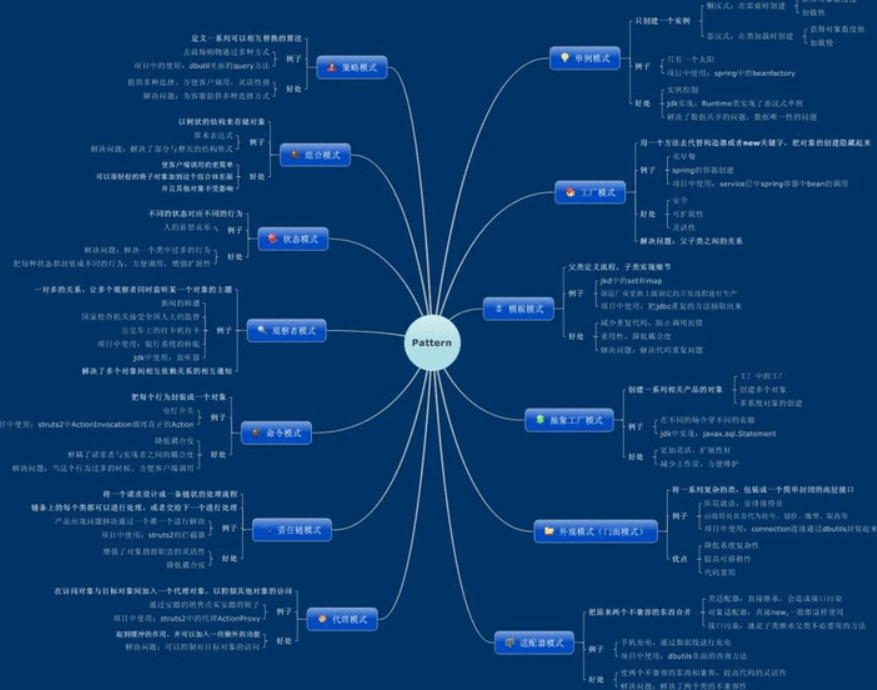 Pattern
策略模式
定义一系列可以相互替换的算法
例子
去商场购物通过多种方式
项目中的使用：dbutil里面的query方法
好处
提供多种选择，方便客户调用，灵活性强
解决问题：为客服提供多种选择方式
组合模式
以树状的结构来存储对象
例子
算术表达式
解决问题：解决了部分与整天的结构形式
好处
使客户端调用的更简单
可以很轻松的将子对象加到这个组合体里面
并且其他对象不受影响
状态模式
不同的状态对应不同的行为
例子
人的喜怒哀乐
好处
解决问题：解决一个类中过多的行为
把每种状态都封装成不同的行为，方便调用，增强扩展性
观察者模式
一对多的关系，让多个观察者同时监听某一个对象的主题
例子
新闻的转播
国家检查机关接受全国人大的监督
公交车上的打卡机打卡
项目中使用：银行系统的转账
jdk中使用：监听器
解决了多个对象间相互依赖关系的相互通知
命令模式
把每个行为封装成一个对象
例子
电灯开关
目中使用：struts2中ActionInvocation调用真正的Action
好处
降低耦合度
解耦了请求者与实现者之间的耦合度
解决问题：当这个行为过多的时候，方便客户端调用
责任链模式
将一个请求设计成一条链状的处理流程
链条上的每个类都可以进行处理，或者交给下一个进行处理
例子
产品出现问题解决通过一个推一个进行解决
项目中使用：struts2的拦截器
好处
增强了对象指派职责的灵活性
降低耦合度
代理模式
在访问对象与目标对象间加入一个代理对象，以控制其他对象的访问
例子
通过安踏的销售点买安踏的鞋子
项目中使用：struts2中的代理ActionProxy
好处
起到缓冲的作用，并可以加入一些额外的功能
解决问题：可以控制对目标对象的访问
单例模式
只创建一个实例
懒汉式：在需要时创建
加载快
恶汉式：在类加载时创建
获得对象数度快
加载慢
例子
只有一个太阳
项目中使用：spring中的beanfactory
好处
实例控制
jdk实现：Runtime类实现了恶汉式单例
解决了数据共享的问题，数据唯一性的问题
工厂模式
用一个方法去代替构造器或者new关键字，把对象的创建隐藏起来
例子
买早餐
spring的容器创建
项目中使用：service层中spring容器中bean的调用
好处
安全
可扩展性
灵活性
解决问题：父子类之间的关系
模板模式
父类定义流程，子类实现细节
例子
jkd中的set和map
制造厂商更据上级制定的开发流程进行生产
项目中使用：把jdbc重复的方法抽取出来
好处
减少重复代码，防止调用出错
重用性，降低耦合度
解决问题：解决代码重复问题
抽象工厂模式
创建一系列相关产品的对象
工厂中的工厂
创建多个对象
多系统对象的创建
例子
在不同的场合穿不同的衣服
jdk中实现：Javax.sql.Statement
好处
更加灵活，扩展性好
减少工作量，方便维护
外观模式（门面模式）
将一系列复杂的类，包装成一个简单封闭的高层接口
例子
医院就诊，安排接待员
由接待员负责代为挂号、划价、缴费、取药等
项目中使用：connection连接通过dbutils封装起来
优点
降低系统复杂性
提高可移植性
代码重用
适配器模式
把原来两个不兼容的东西合并
类适配器：直接继承，会造成接口污染
对象适配器：直接new,一般都这样使用
接口污染：就是子类继承父类不必要用的方法
例子
手机充电，通过数据线进行充电
项目中使用：dbutils里面的查询方法
好处
使两个不兼容的东西相兼容，提高代码的灵活性
解决问题：解决了两个类的不兼容性